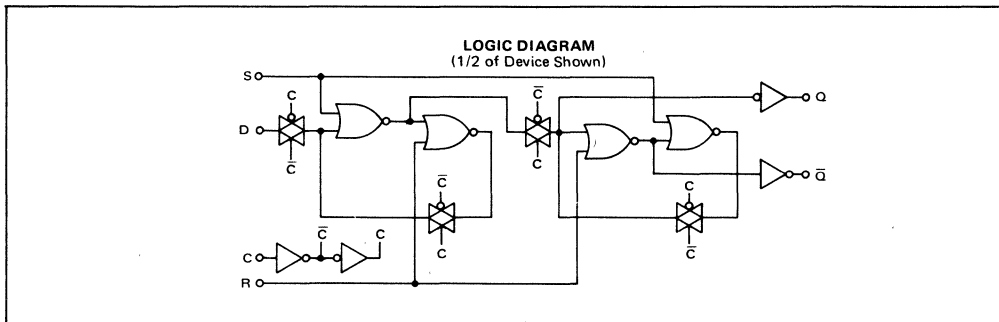 LOGIC DIAGRAM
(1/2 of Device Shown)
S
C
D
C̅
C̅
C
C̅
C
C
C̅
Q
Q̅
C
C̅
C
R